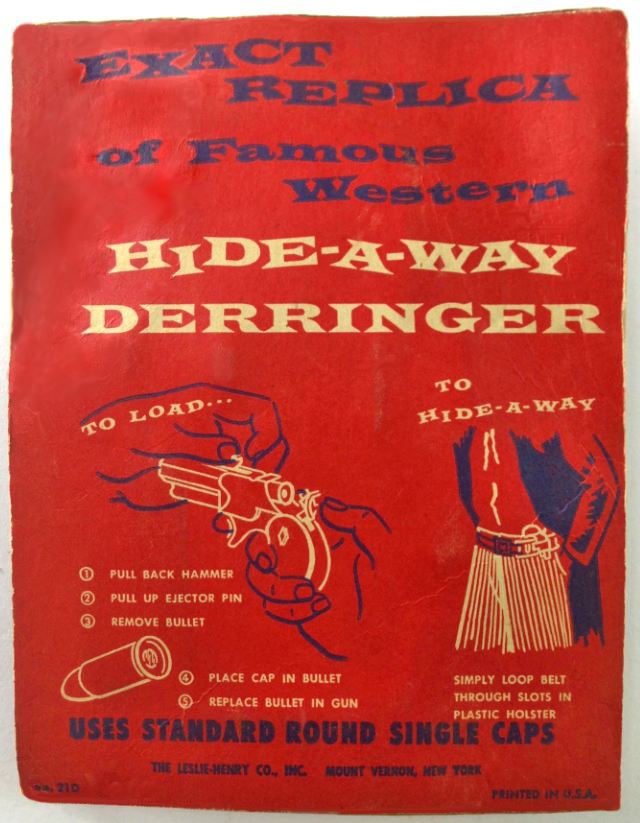 EXACT
REPLICA
of Famous
Western
HIDE-A-WAY
DERRINGER
TO LOAD...
① PULL BACK HAMMER
② PULL UP EJECTOR PIN
③ REMOVE BULLET
④ PLACE CAP IN BULLET
⑤ REPLACE BULLET IN GUN
TO
HIDE-A-WAY
SIMPLY LOOP BELT
THROUGH SLOTS IN
PLASTIC HOLSTER
USES STANDARD ROUND SINGLE CAPS
THE LESLIE-HENRY CO., INC. MOUNT VERNON, NEW YORK
210
PRINTED IN U.S.A.